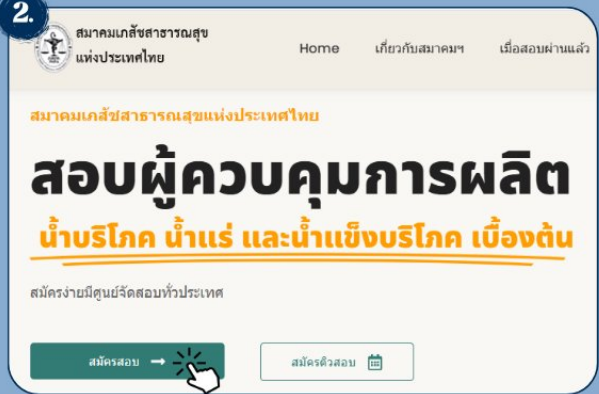 2.
สมาคมเภสัชสาธารณสุข
แห่งประเทศไทย
Home เกี่ยวกับสมาคมฯ เมื่อสอบผ่านแล้ว
สมาคมเภสัชสาธารณสุขแห่งประเทศไทย
สอบผู้ควบคุมการผลิต
น้ำบริโภค น้ำแร่ และน้ำแข็งบริโภค เบื้องต้น
สมัครง่ายมีศูนย์จัดสอบทั่วประเทศ
สมัครสอบ → สมัครติวสอบ